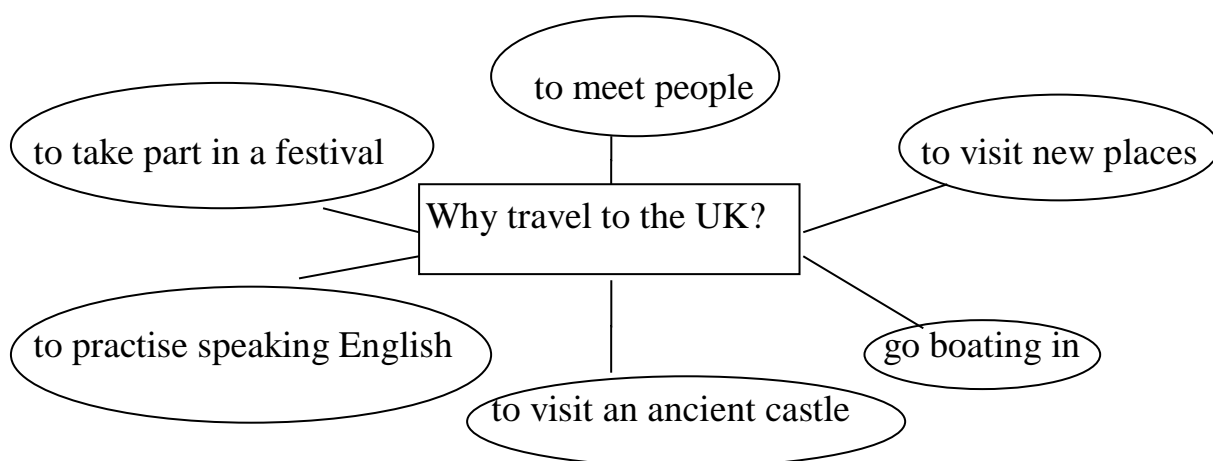 to meet people
to take part in a festival
to visit new places
Why travel to the UK?
to practise speaking English
go boating in
to visit an ancient castle